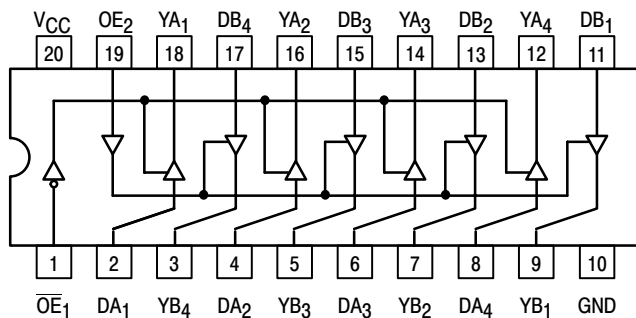 VCC OE2 YA1 DB4 YA2 DB3 YA3 DB2 YA4 DB1
20 19 18 17 16 15 14 13 12 11
1 2 3 4 5 6 7 8 9 10
O̅E̅1 DA1 YB4 DA2 YB3 DA3 YB2 DA4 YB1 GND